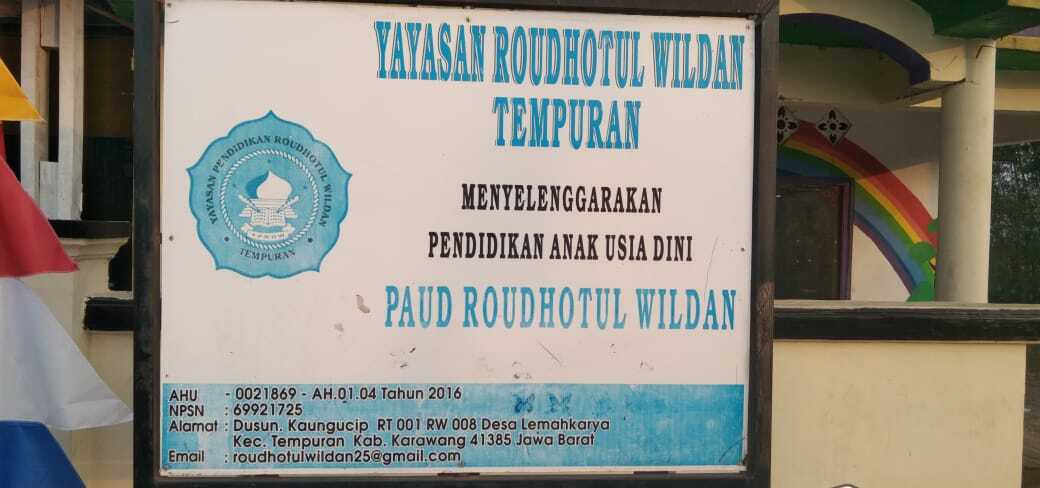 YAYASAN ROUDHOTUL WILDAN
TEMPURAN
YAYASAN PENDIDIKAN ROUDHOTUL WILDAN
TEMPURAN
MENYELENGGARAKAN
PENDIDIKAN ANAK USIA DINI
PAUD ROUDHOTUL WILDAN
AHU - 0021869 - AH.01.04 Tahun 2016
NPSN : 69921725
Alamat : Dusun. Kaungucip RT 001 RW 008 Desa Lemahkarya
Kec. Tempuran Kab. Karawang 41385 Jawa Barat
Email : roudhotulwildan25@gmail.com